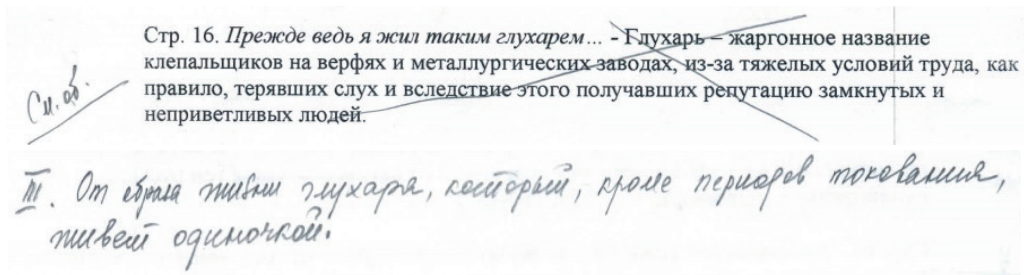 Стр. 16. Прежде ведь я жил таким глухарем... - Глухарь – жаргонное название
клепальщиков на верфях и металлургических заводах, из-за тяжелых условий труда, как
правило, терявших слух и вследствие этого получавших репутацию замкнутых и
неприветливых людей.
См. об.
III. От образа жизни глухаря, который, кроме периодов токования,
живет одиночкой.